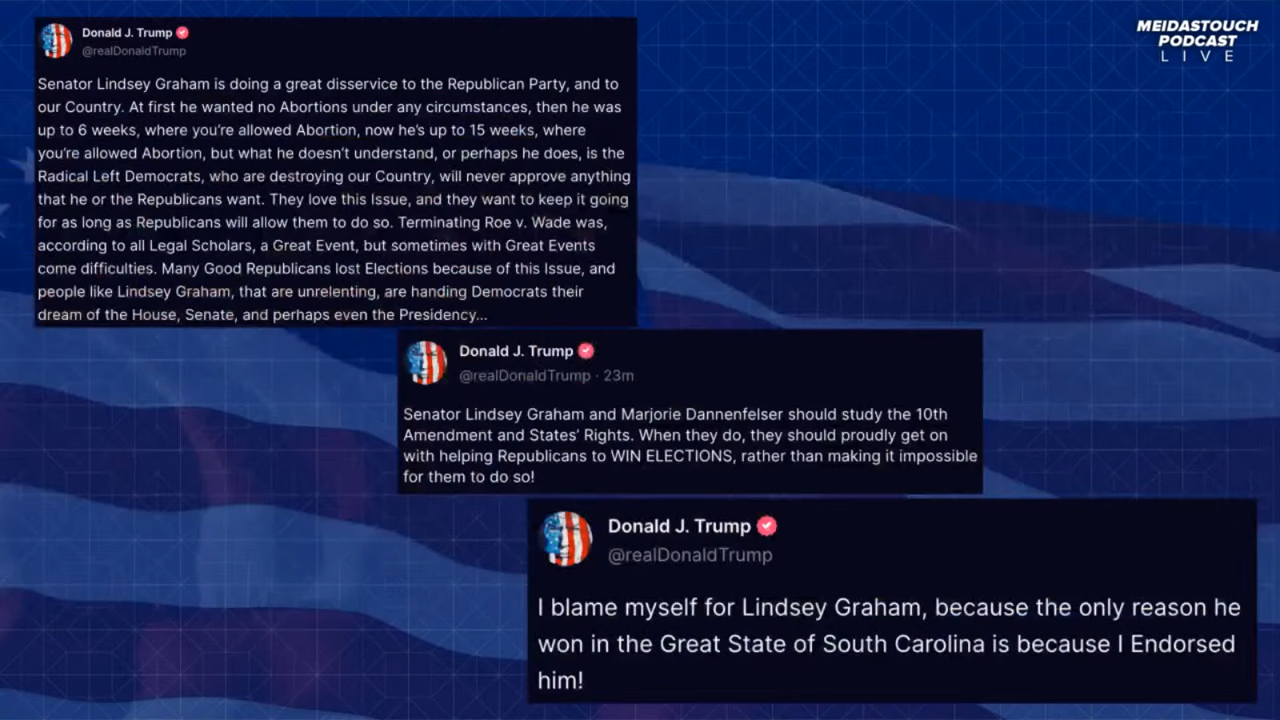 MEIDASTOUCH
PODCAST
LIVE
Donald J. Trump
@realDonaldTrump
Senator Lindsey Graham is doing a great disservice to the Republican Party, and to
our Country. At first he wanted no Abortions under any circumstances, then he was
up to 6 weeks, where you're allowed Abortion, now he's up to 15 weeks, where
you're allowed Abortion, but what he doesn't understand, or perhaps he does, is the
Radical Left Democrats, who are destroying our Country, will never approve anything
that he or the Republicans want. They love this Issue, and they want to keep it going
for as long as Republicans will allow them to do so. Terminating Roe v. Wade was,
according to all Legal Scholars, a Great Event, but sometimes with Great Events
come difficulties. Many Good Republicans lost Elections because of this Issue, and
people like Lindsey Graham, that are unrelenting, are handing Democrats their
dream of the House, Senate, and perhaps even the Presidency...
Donald J. Trump
@realDonaldTrump · 23m
Senator Lindsey Graham and Marjorie Dannenfelser should study the 10th
Amendment and States' Rights. When they do, they should proudly get on
with helping Republicans to WIN ELECTIONS, rather than making it impossible
for them to do so!
Donald J. Trump
@realDonaldTrump
I blame myself for Lindsey Graham, because the only reason he
won in the Great State of South Carolina is because I Endorsed
him!